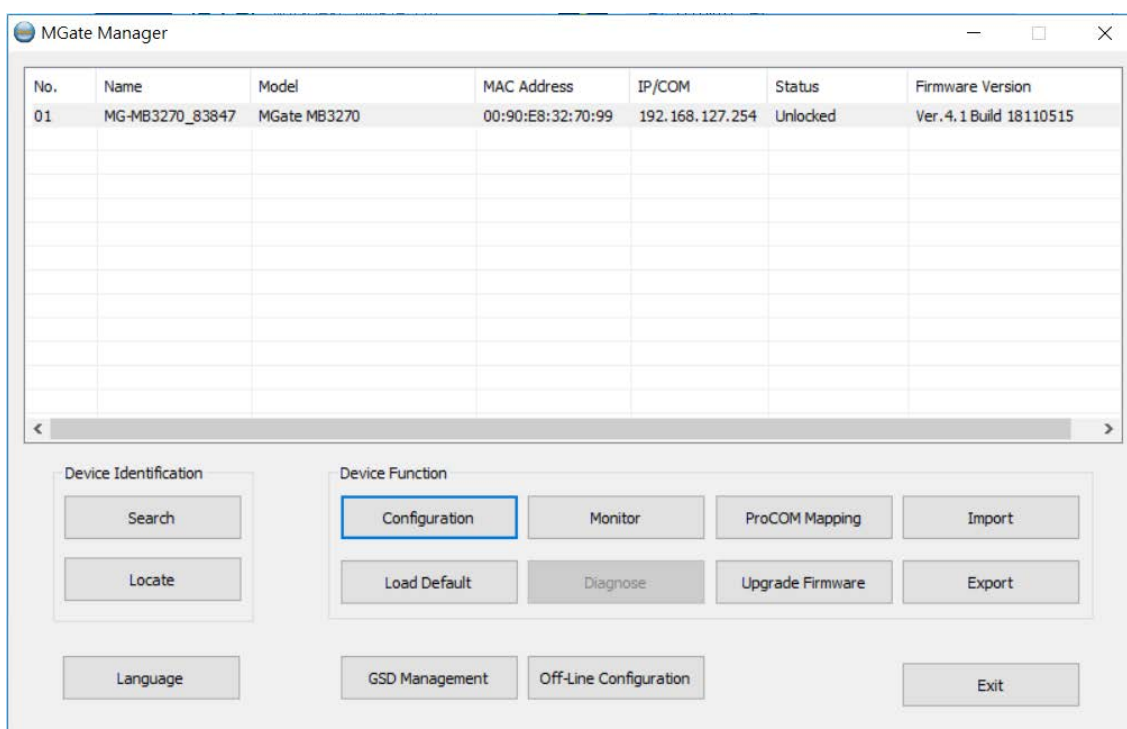 MGate Manager
No. Name Model MAC Address IP/COM Status Firmware Version
01 MG-MB3270_83847 MGate MB3270 00:90:E8:32:70:99 192.168.127.254 Unlocked Ver.4.1 Build 18110515
Device Identification Device Function
Search Configuration Monitor ProCOM Mapping Import
Locate Load Default Diagnose Upgrade Firmware Export
Language GSD Management Off-Line Configuration Exit